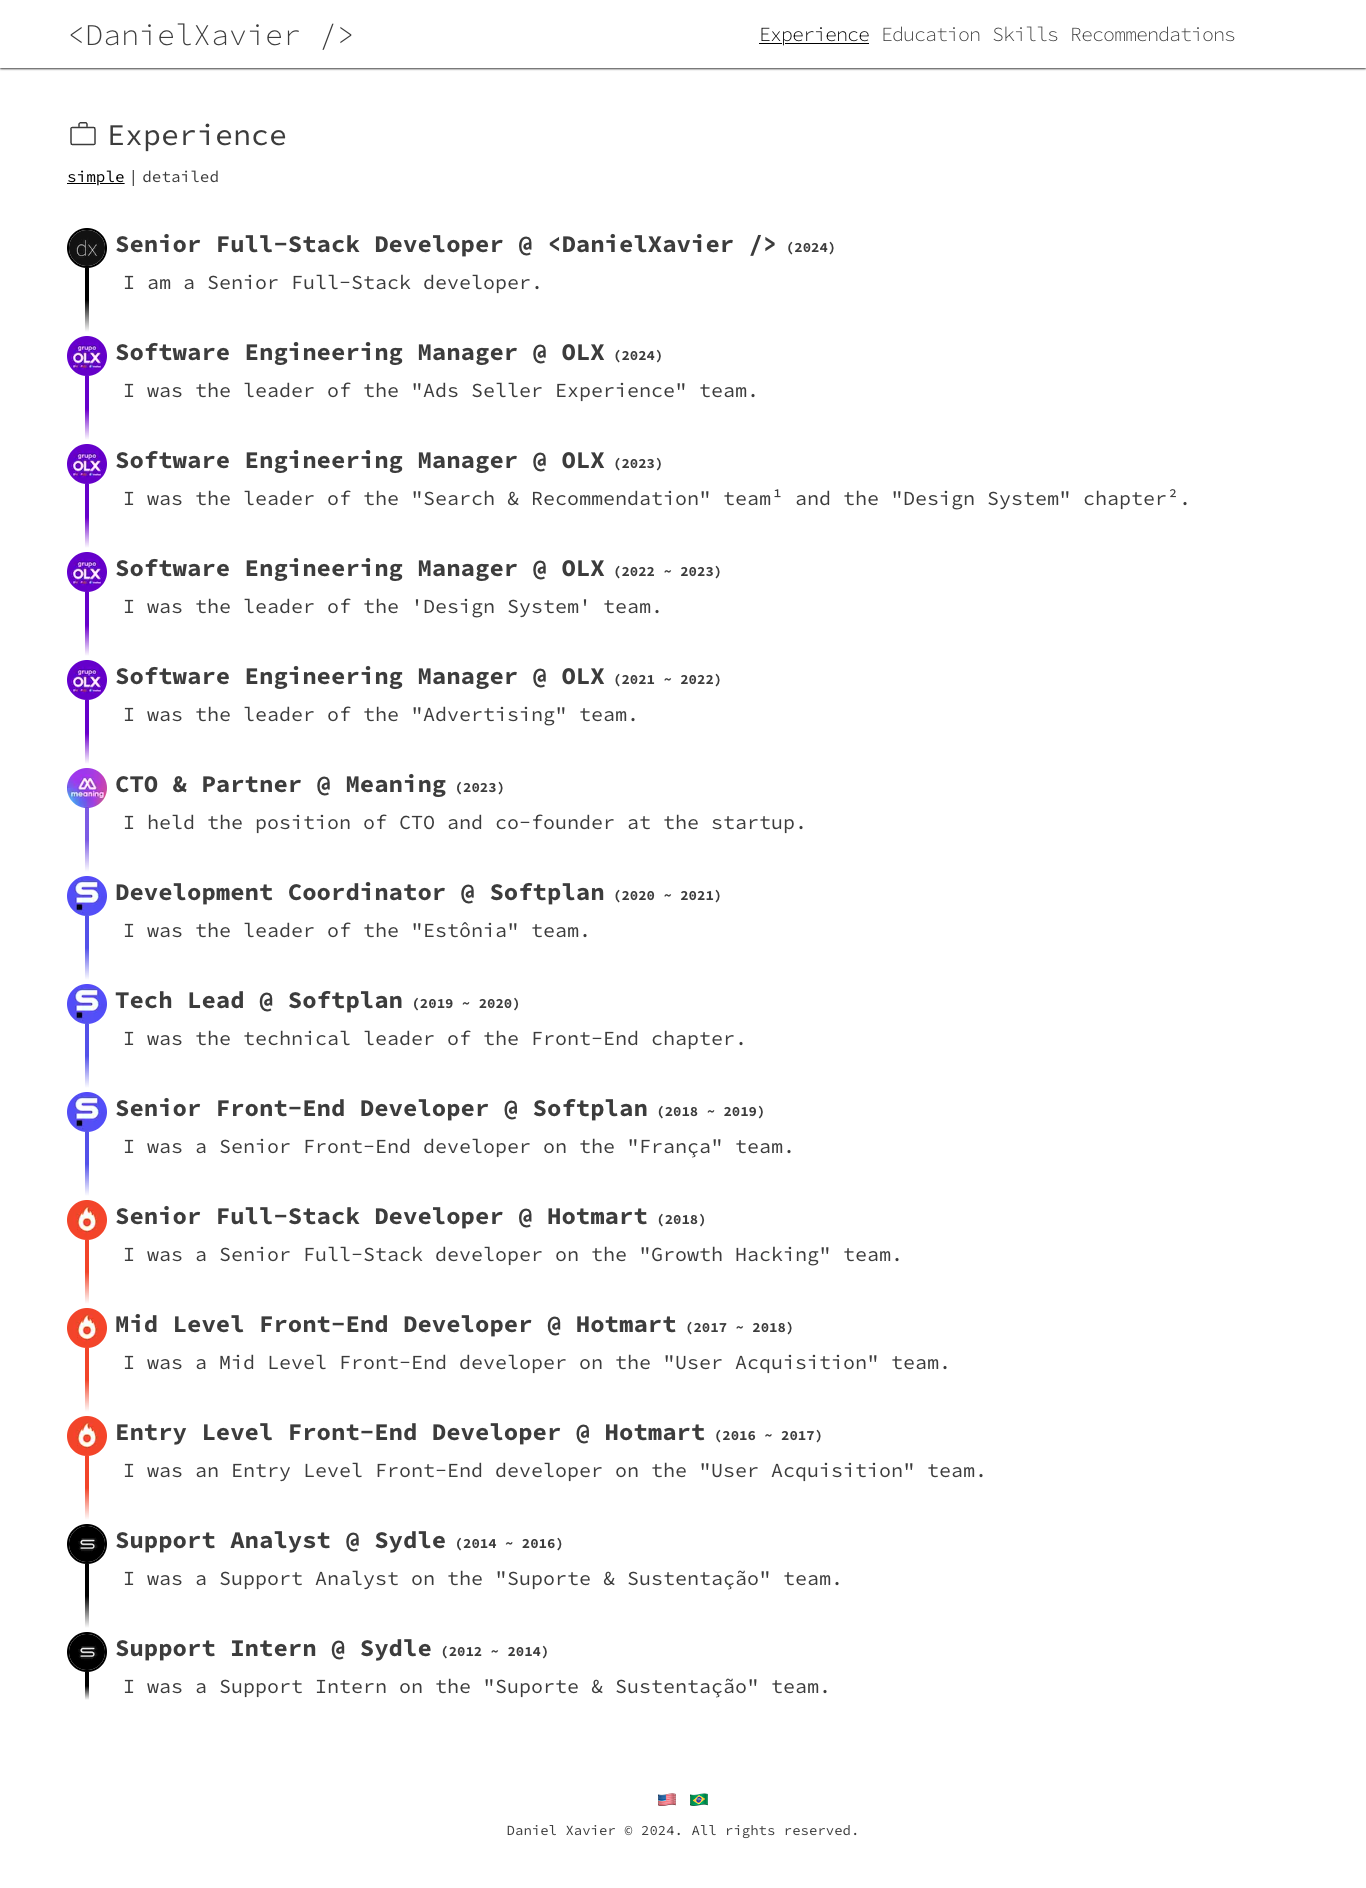 <DanielXavier />
Experience Education Skills Recommendations
Experience
simple | detailed
dx
Senior Full-Stack Developer @ <DanielXavier /> (2024)
I am a Senior Full-Stack developer.
grupo
OLX
Software Engineering Manager @ OLX (2024)
I was the leader of the "Ads Seller Experience" team.
grupo
OLX
Software Engineering Manager @ OLX (2023)
I was the leader of the "Search & Recommendation" team¹ and the "Design System" chapter².
grupo
OLX
Software Engineering Manager @ OLX (2022 ~ 2023)
I was the leader of the 'Design System' team.
grupo
OLX
Software Engineering Manager @ OLX (2021 ~ 2022)
I was the leader of the "Advertising" team.
meaning
CTO & Partner @ Meaning (2023)
I held the position of CTO and co-founder at the startup.
Development Coordinator @ Softplan (2020 ~ 2021)
I was the leader of the "Estônia" team.
Tech Lead @ Softplan (2019 ~ 2020)
I was the technical leader of the Front-End chapter.
Senior Front-End Developer @ Softplan (2018 ~ 2019)
I was a Senior Front-End developer on the "França" team.
Senior Full-Stack Developer @ Hotmart (2018)
I was a Senior Full-Stack developer on the "Growth Hacking" team.
Mid Level Front-End Developer @ Hotmart (2017 ~ 2018)
I was a Mid Level Front-End developer on the "User Acquisition" team.
Entry Level Front-End Developer @ Hotmart (2016 ~ 2017)
I was an Entry Level Front-End developer on the "User Acquisition" team.
Support Analyst @ Sydle (2014 ~ 2016)
I was a Support Analyst on the "Suporte & Sustentação" team.
Support Intern @ Sydle (2012 ~ 2014)
I was a Support Intern on the "Suporte & Sustentação" team.
Daniel Xavier © 2024. All rights reserved.